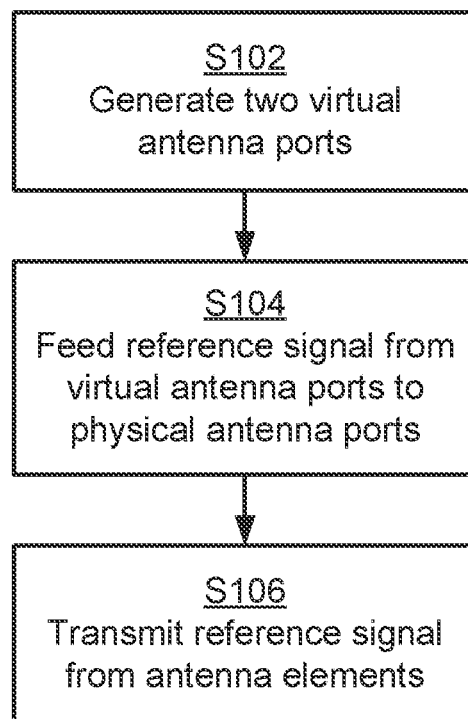 S102
Generate two virtual
antenna ports
S104
Feed reference signal from
virtual antenna ports to
physical antenna ports
S106
Transmit reference signal
from antenna elements